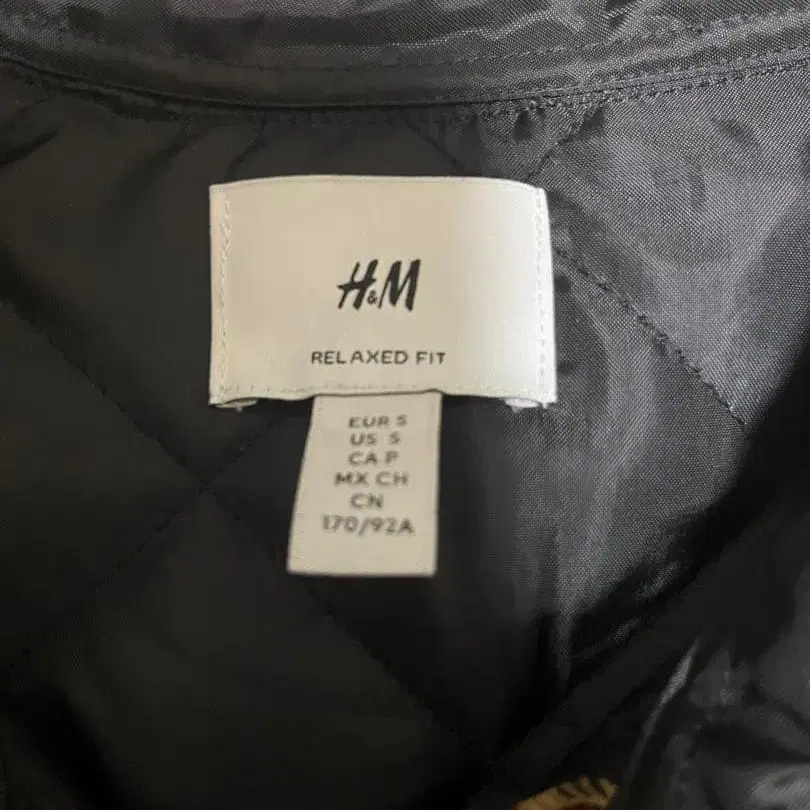 H&M
RELAXED FIT
EUR S
US S
CA P
MX CH
CN
170/92A